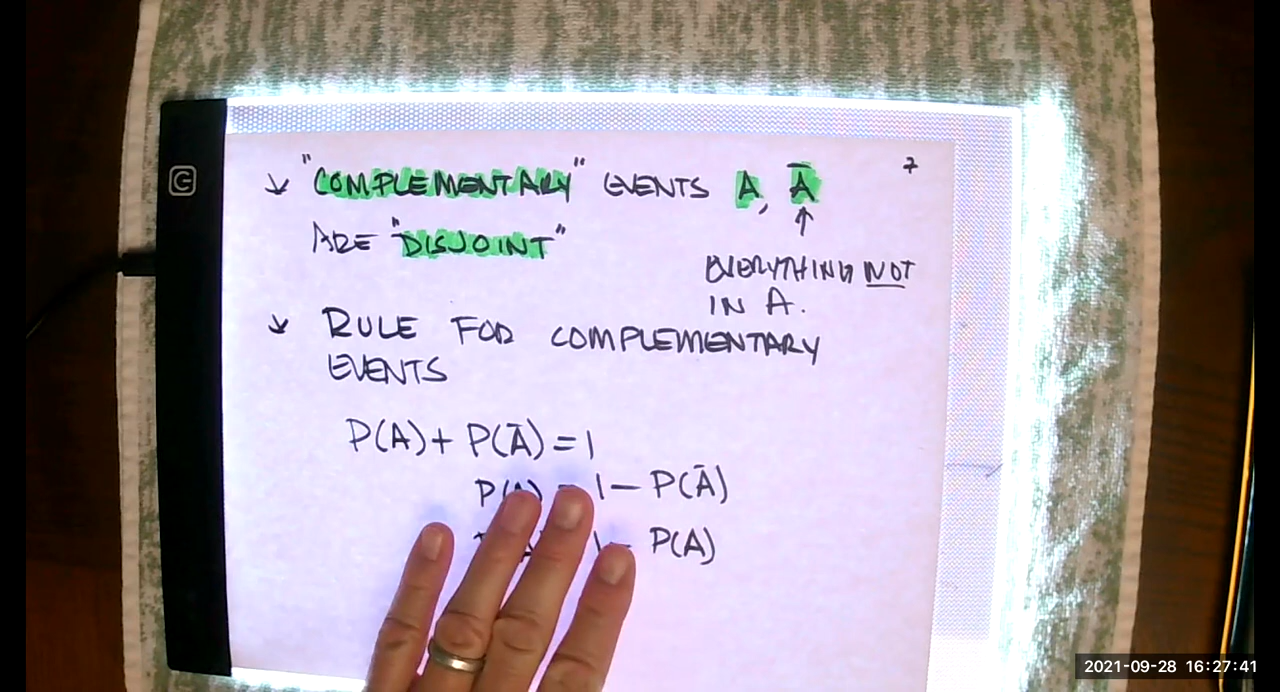 7
"COMPLEMENTARY" EVENTS A, Ā
ARE "DISJOINT"
EVERYTHING NOT
IN A.
RULE FOR COMPLEMENTARY
EVENTS
P(A) + P(Ā) = 1
P(A) = 1 − P(Ā)
1 − P(A)
2021-09-28 16:27:41